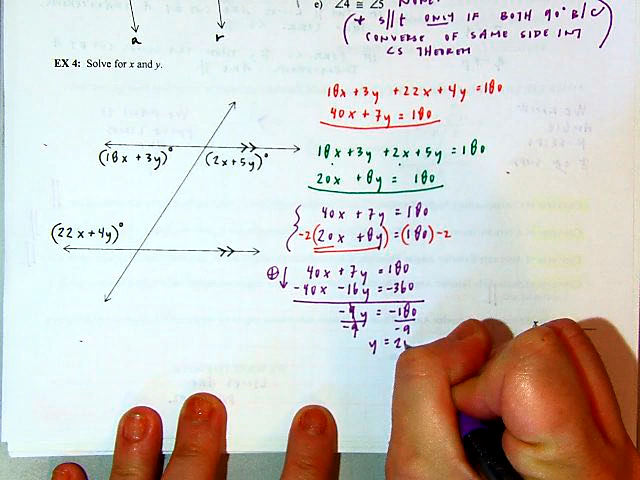 NONE!
e) ∠4 ≅ ∠5
(* s//t ONLY IF BOTH 90° B/C
CONVERSE OF SAME SIDE INT
∠S THEOREM)
a r
EX 4: Solve for x and y.
18x + 3y + 22x + 4y = 180
40x + 7y = 180
(18x + 3y)° (2x + 5y)°
18x + 3y + 2x + 5y = 180
20x + 8y = 180
(22x + 4y)°
40x + 7y = 180
-2(20x + 8y) = (180)-2
⊕↓ 40x + 7y = 180
-40x - 16y = -360
-9y = -180
-9 -9
y = 2
x